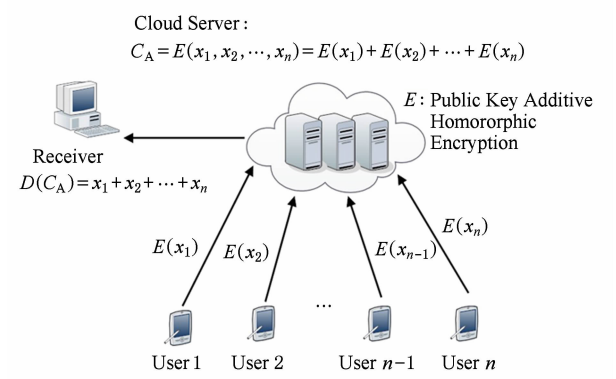 Cloud Server:
C_A = E(x_1, x_2, ⋯, x_n) = E(x_1) + E(x_2) + ⋯ + E(x_n)
E: Public Key Additive
Homororphic
Encryption
Receiver
D(C_A) = x_1 + x_2 + ⋯ + x_n
E(x_1)
E(x_2)
E(x_{n-1})
E(x_n)
…
User 1
User 2
User n-1
User n